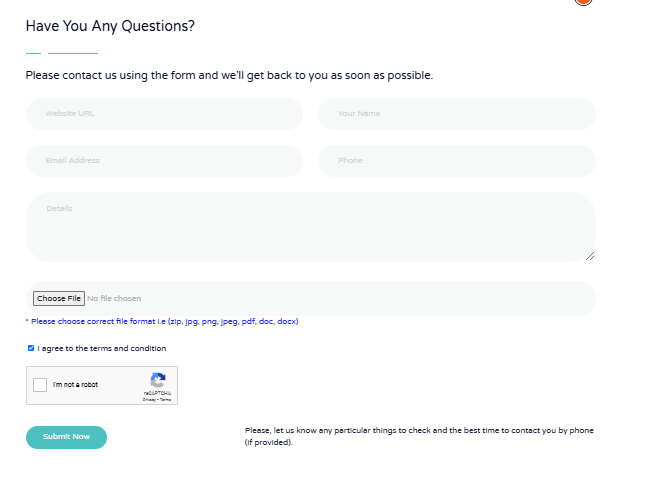 Have You Any Questions?
Please contact us using the form and we'll get back to you as soon as possible.
Website URL
Your Name
Email Address
Phone
Details
Choose File No file chosen
* Please choose correct file format i.e (zip, jpg, png, jpeg, pdf, doc, docx)
I agree to the terms and condition
I'm not a robot
reCAPTCHA
Privacy - Terms
Submit Now
Please, let us know any particular things to check and the best time to contact you by phone
(if provided).